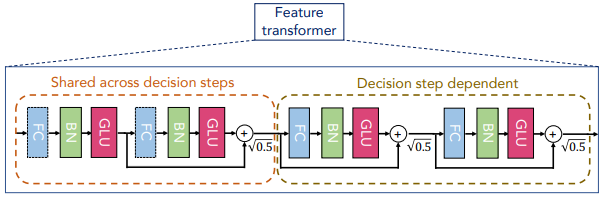 Feature
transformer
Shared across decision steps
Decision step dependent
FC
BN
GLU
FC
BN
GLU
+
√0.5
FC
BN
GLU
+
√0.5
FC
BN
GLU
+
√0.5